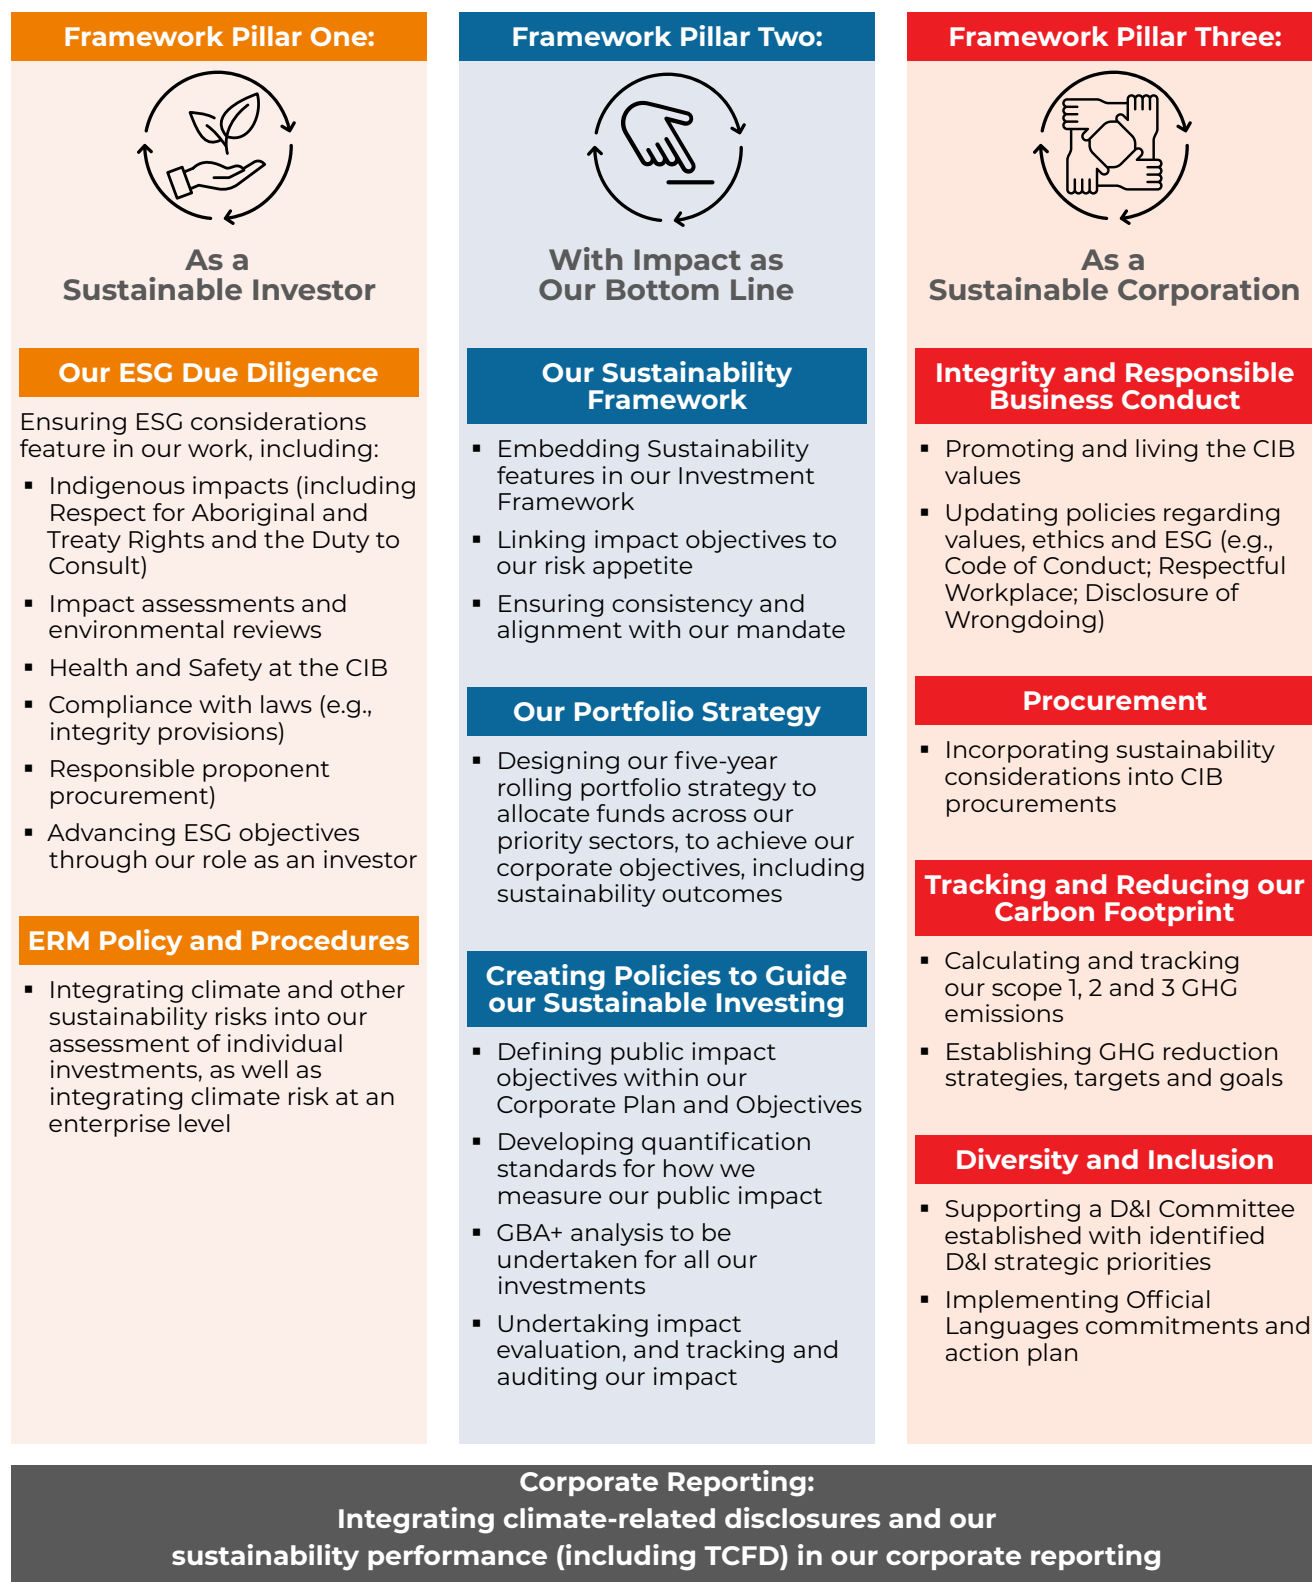 Framework Pillar One:
As a
Sustainable Investor
Our ESG Due Diligence
Ensuring ESG considerations
feature in our work, including:
▪ Indigenous impacts (including
Respect for Aboriginal and
Treaty Rights and the Duty to
Consult)
▪ Impact assessments and
environmental reviews
▪ Health and Safety at the CIB
▪ Compliance with laws (e.g.,
integrity provisions)
▪ Responsible proponent
procurement)
▪ Advancing ESG objectives
through our role as an investor
ERM Policy and Procedures
▪ Integrating climate and other
sustainability risks into our
assessment of individual
investments, as well as
integrating climate risk at an
enterprise level
Framework Pillar Two:
With Impact as
Our Bottom Line
Our Sustainability
Framework
▪ Embedding Sustainability
features in our Investment
Framework
▪ Linking impact objectives to
our risk appetite
▪ Ensuring consistency and
alignment with our mandate
Our Portfolio Strategy
▪ Designing our five-year
rolling portfolio strategy to
allocate funds across our
priority sectors, to achieve our
corporate objectives, including
sustainability outcomes
Creating Policies to Guide
our Sustainable Investing
▪ Defining public impact
objectives within our
Corporate Plan and Objectives
▪ Developing quantification
standards for how we
measure our public impact
▪ GBA+ analysis to be
undertaken for all our
investments
▪ Undertaking impact
evaluation, and tracking and
auditing our impact
Framework Pillar Three:
As a
Sustainable Corporation
Integrity and Responsible
Business Conduct
▪ Promoting and living the CIB
values
▪ Updating policies regarding
values, ethics and ESG (e.g.,
Code of Conduct; Respectful
Workplace; Disclosure of
Wrongdoing)
Procurement
▪ Incorporating sustainability
considerations into CIB
procurements
Tracking and Reducing our
Carbon Footprint
▪ Calculating and tracking
our scope 1, 2 and 3 GHG
emissions
▪ Establishing GHG reduction
strategies, targets and goals
Diversity and Inclusion
▪ Supporting a D&I Committee
established with identified
D&I strategic priorities
▪ Implementing Official
Languages commitments and
action plan
Corporate Reporting:
Integrating climate-related disclosures and our
sustainability performance (including TCFD) in our corporate reporting